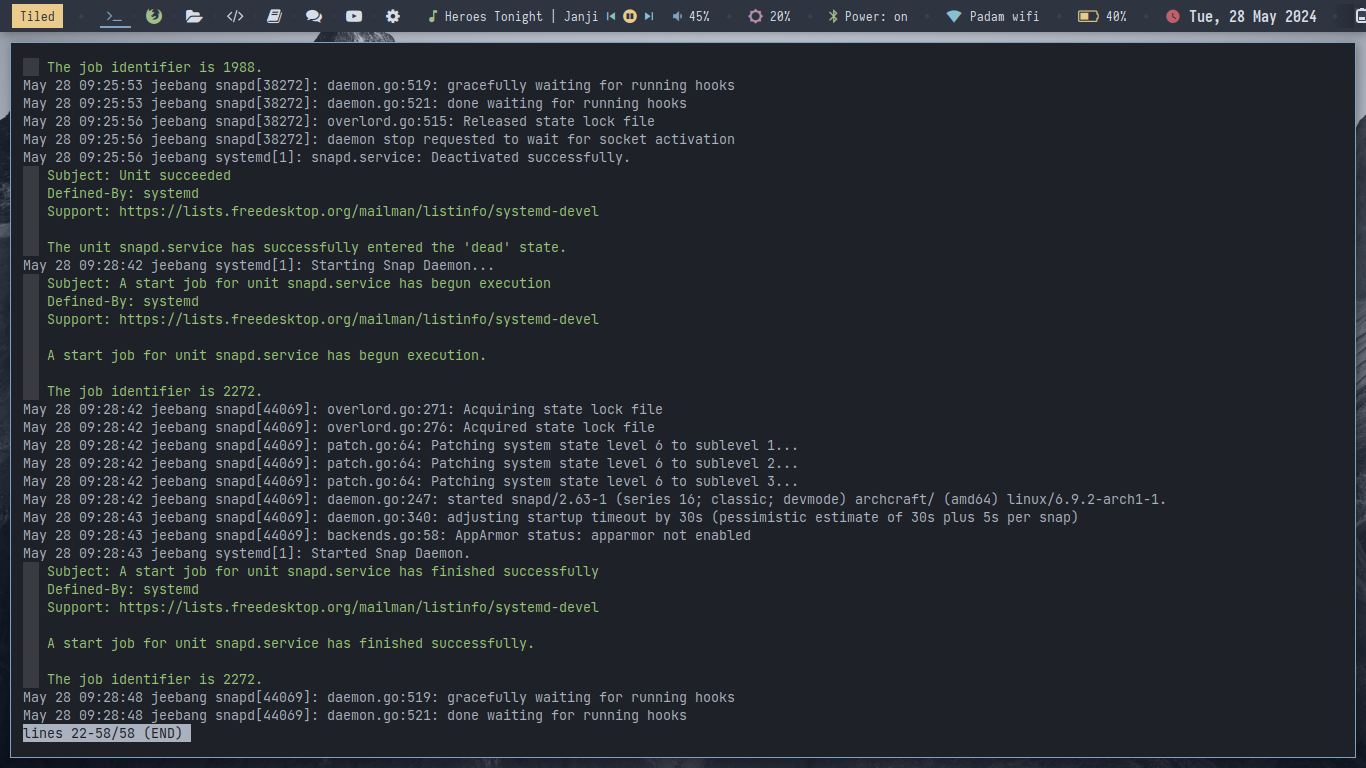 Tiled Heroes Tonight | Janji 45% 20% Power: on Padam wifi 40% Tue, 28 May 2024
The job identifier is 1988.
May 28 09:25:53 jeebang snapd[38272]: daemon.go:519: gracefully waiting for running hooks
May 28 09:25:53 jeebang snapd[38272]: daemon.go:521: done waiting for running hooks
May 28 09:25:56 jeebang snapd[38272]: overlord.go:515: Released state lock file
May 28 09:25:56 jeebang snapd[38272]: daemon stop requested to wait for socket activation
May 28 09:25:56 jeebang systemd[1]: snapd.service: Deactivated successfully.
Subject: Unit succeeded
Defined-By: systemd
Support: https://lists.freedesktop.org/mailman/listinfo/systemd-devel
The unit snapd.service has successfully entered the 'dead' state.
May 28 09:28:42 jeebang systemd[1]: Starting Snap Daemon...
Subject: A start job for unit snapd.service has begun execution
Defined-By: systemd
Support: https://lists.freedesktop.org/mailman/listinfo/systemd-devel
A start job for unit snapd.service has begun execution.
The job identifier is 2272.
May 28 09:28:42 jeebang snapd[44069]: overlord.go:271: Acquiring state lock file
May 28 09:28:42 jeebang snapd[44069]: overlord.go:276: Acquired state lock file
May 28 09:28:42 jeebang snapd[44069]: patch.go:64: Patching system state level 6 to sublevel 1...
May 28 09:28:42 jeebang snapd[44069]: patch.go:64: Patching system state level 6 to sublevel 2...
May 28 09:28:42 jeebang snapd[44069]: patch.go:64: Patching system state level 6 to sublevel 3...
May 28 09:28:42 jeebang snapd[44069]: daemon.go:247: started snapd/2.63-1 (series 16; classic; devmode) archcraft/ (amd64) linux/6.9.2-arch1-1.
May 28 09:28:43 jeebang snapd[44069]: daemon.go:340: adjusting startup timeout by 30s (pessimistic estimate of 30s plus 5s per snap)
May 28 09:28:43 jeebang snapd[44069]: backends.go:58: AppArmor status: apparmor not enabled
May 28 09:28:43 jeebang systemd[1]: Started Snap Daemon.
Subject: A start job for unit snapd.service has finished successfully
Defined-By: systemd
Support: https://lists.freedesktop.org/mailman/listinfo/systemd-devel
A start job for unit snapd.service has finished successfully.
The job identifier is 2272.
May 28 09:28:48 jeebang snapd[44069]: daemon.go:519: gracefully waiting for running hooks
May 28 09:28:48 jeebang snapd[44069]: daemon.go:521: done waiting for running hooks
lines 22-58/58 (END)